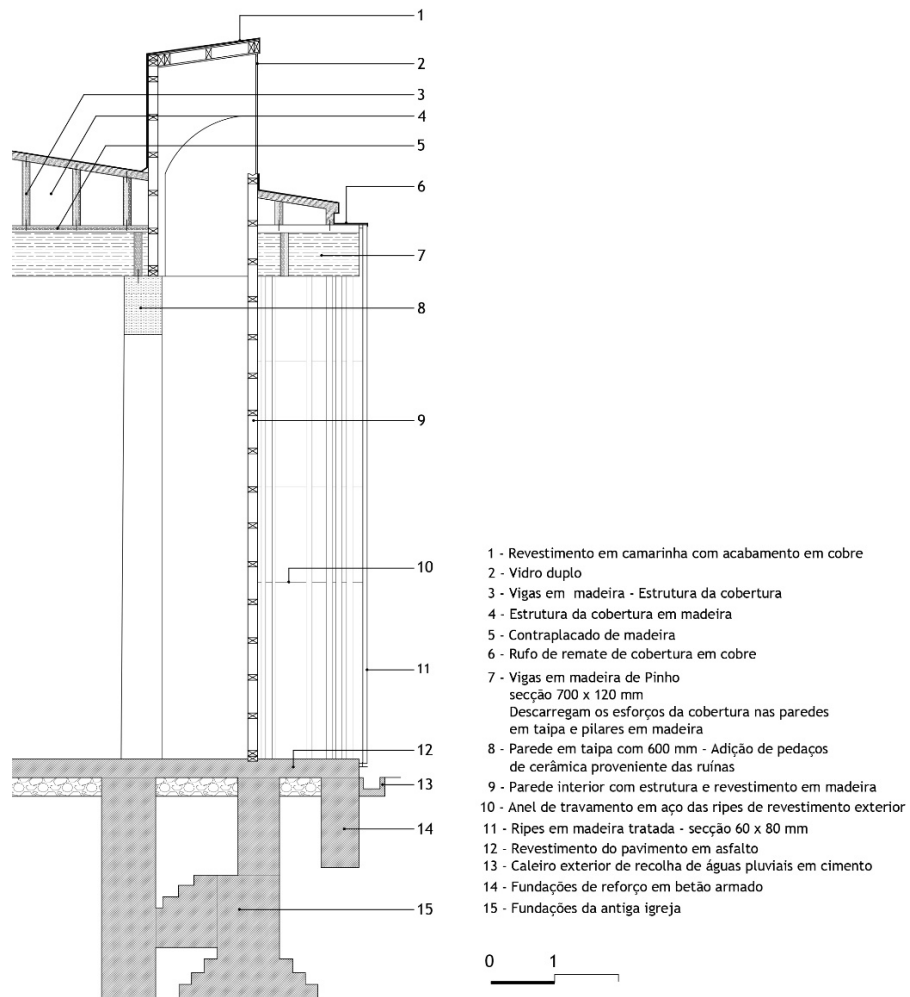 1
2
3
4
5
6
7
8
9
10
11
12
13
14
15
1 - Revestimento em camarinha com acabamento em cobre
2 - Vidro duplo
3 - Vigas em madeira - Estrutura da cobertura
4 - Estrutura da cobertura em madeira
5 - Contraplacado de madeira
6 - Rufo de remate de cobertura em cobre
7 - Vigas em madeira de Pinho
secção 700 x 120 mm
Descarregam os esforços da cobertura nas paredes
em taipa e pilares em madeira
8 - Parede em taipa com 600 mm - Adição de pedaços
de cerâmica proveniente das ruínas
9 - Parede interior com estrutura e revestimento em madeira
10 - Anel de travamento em aço das ripes de revestimento exterior
11 - Ripes em madeira tratada - secção 60 x 80 mm
12 - Revestimento do pavimento em asfalto
13 - Caleiro exterior de recolha de águas pluviais em cimento
14 - Fundações de reforço em betão armado
15 - Fundações da antiga igreja
0 1